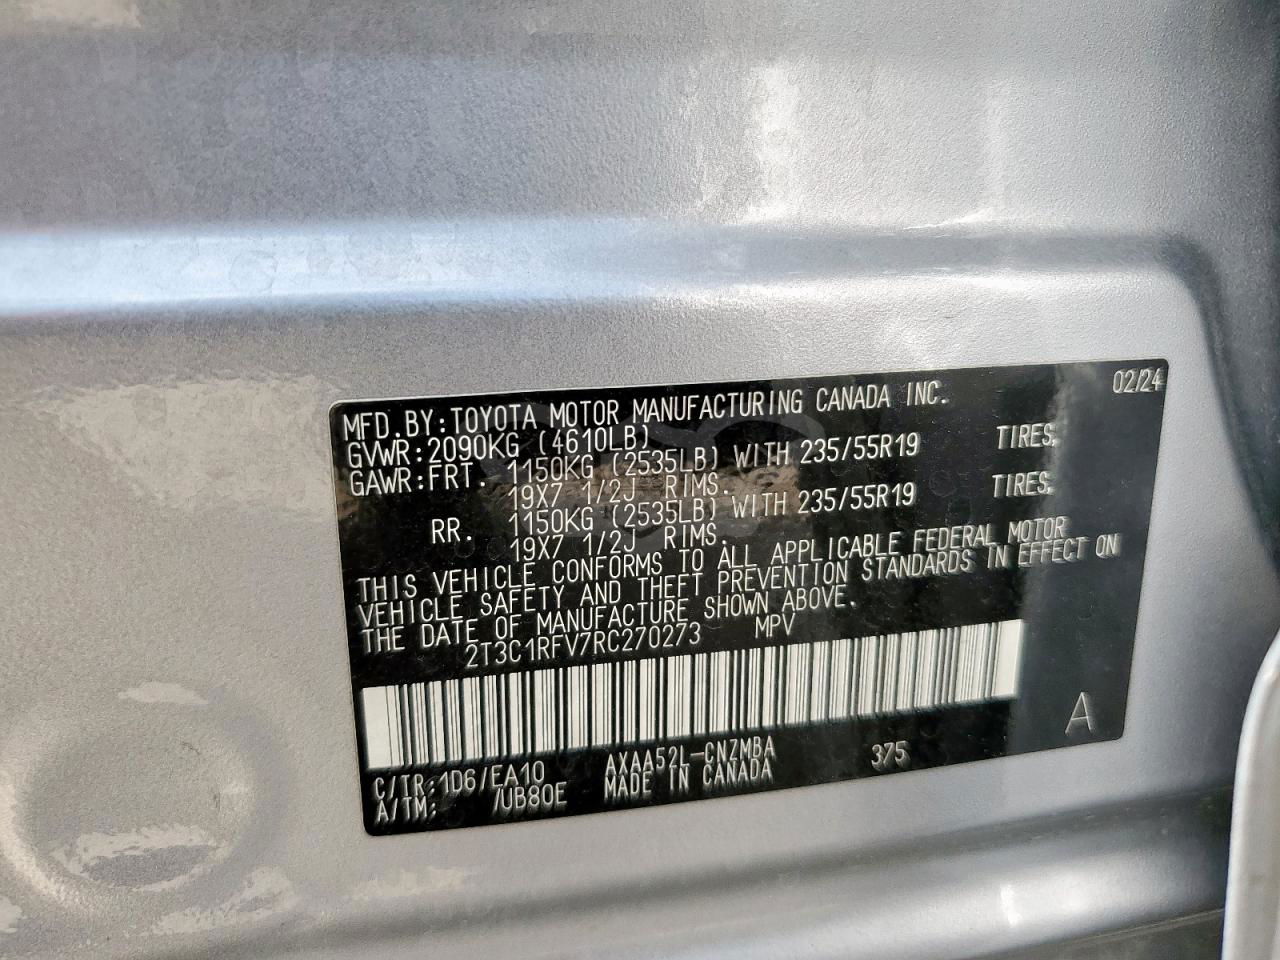 02/24
MFD.BY:TOYOTA MOTOR MANUFACTURING CANADA INC.
GVWR:2090KG (4610LB)
GAWR:FRT. 1150KG (2535LB) WITH 235/55R19 TIRES,
19X7 1/2J RIMS.
RR. 1150KG (2535LB) WITH 235/55R19 TIRES,
19X7 1/2J RIMS.
THIS VEHICLE CONFORMS TO ALL APPLICABLE FEDERAL MOTOR
VEHICLE SAFETY AND THEFT PREVENTION STANDARDS IN EFFECT ON
THE DATE OF MANUFACTURE SHOWN ABOVE.
2T3C1RFV7RC270273 MPV
A
C/TR:1D6/EA10 AXAA52L-CNZMBA 375
A/TM: /UB80E MADE IN CANADA